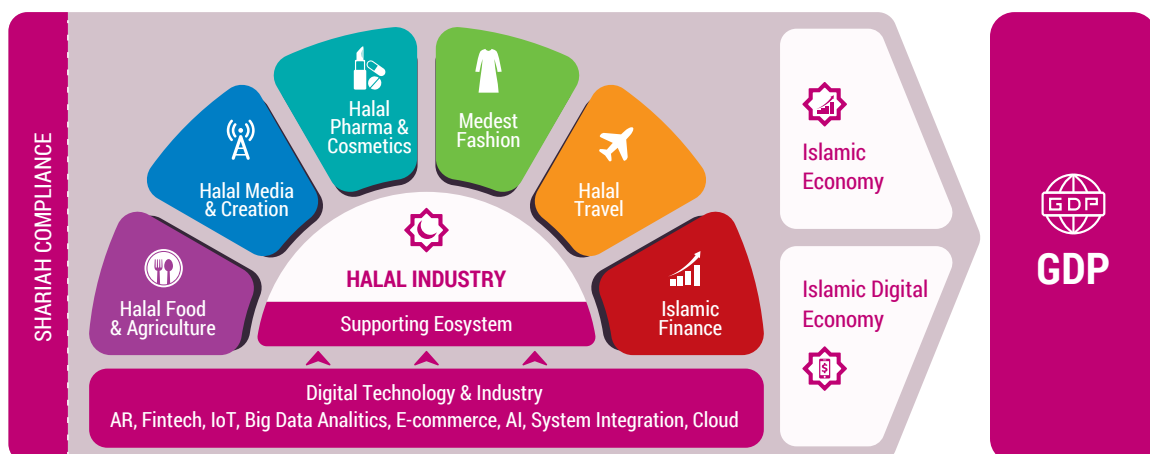 SHARIAH COMPLIANCE
Halal Food
& Agriculture
Halal Media
& Creation
Halal
Pharma &
Cosmetics
Medest
Fashion
Halal
Travel
Islamic
Finance
HALAL INDUSTRY
Supporting Eosystem
Digital Technology & Industry
AR, Fintech, IoT, Big Data Analitics, E-commerce, AI, System Integration, Cloud
Islamic
Economy
Islamic Digital
Economy
$
GDP
GDP